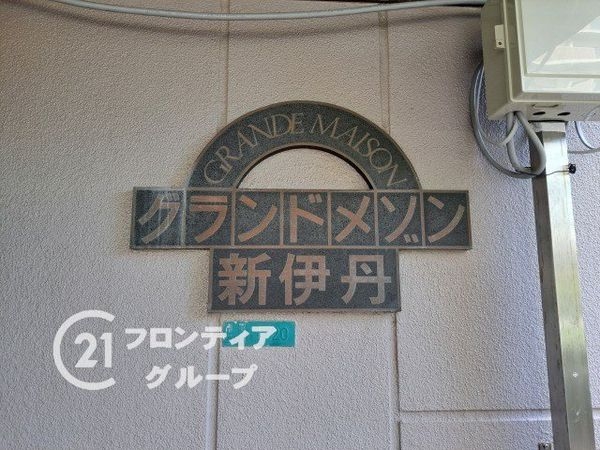 GRANDE MAISON
グランドメゾン
新伊丹
20
21 フロンティア
グループ